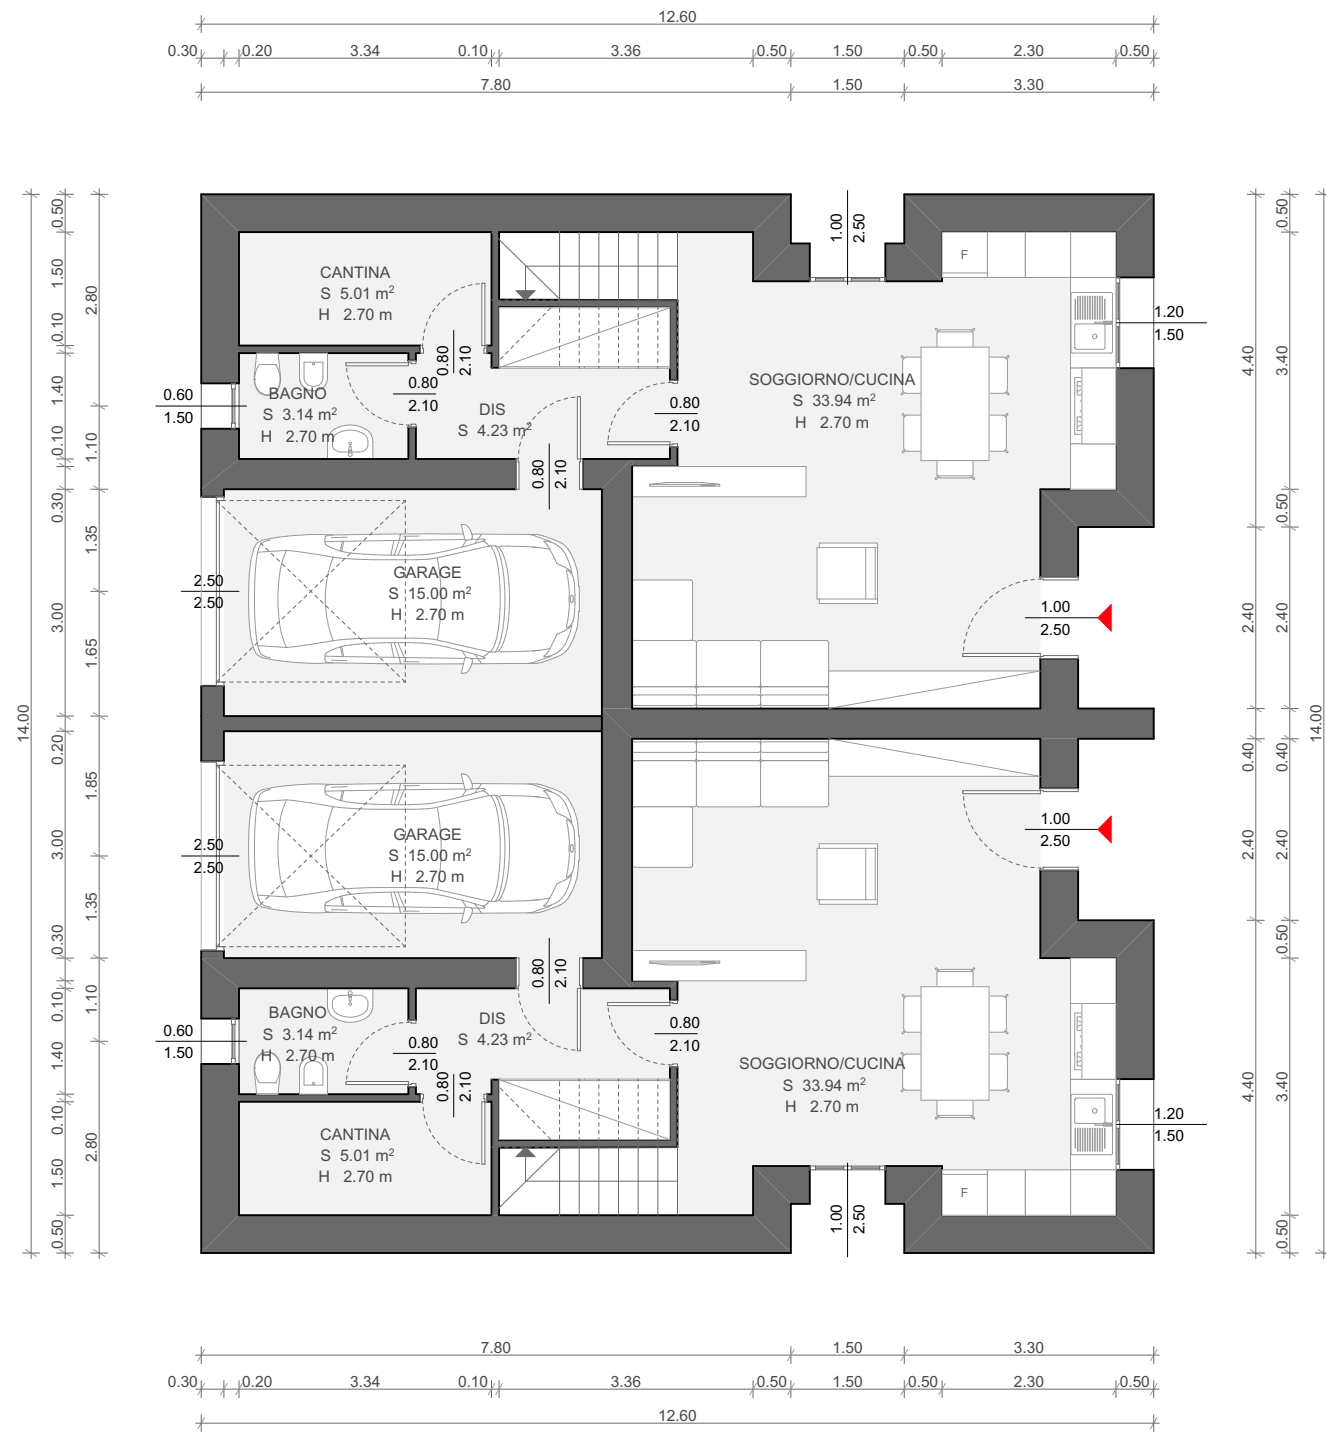 12.60
0.30 0.20 3.34 0.10 3.36 0.50 1.50 0.50 2.30 0.50
7.80 1.50 3.30
14.00
0.50
1.50
0.10
1.40
0.10
0.30
3.00
0.20
3.00
0.30
0.10
1.40
0.10
1.50
0.50
2.80
1.10
1.35
1.65
1.85
1.35
1.10
2.80
1.00
2.50
F
CANTINA
S 5.01 m²
H 2.70 m
0.80
2.10
1.20
1.50
BAGNO
S 3.14 m²
H 2.70 m
0.60
1.50
0.80
2.10
DIS
S 4.23 m²
0.80
2.10
SOGGIORNO/CUCINA
S 33.94 m²
H 2.70 m
0.80
2.10
GARAGE
S 15.00 m²
H 2.70 m
2.50
2.50
1.00
2.50
GARAGE
S 15.00 m²
H 2.70 m
2.50
2.50
1.00
2.50
0.80
2.10
BAGNO
S 3.14 m²
H 2.70 m
0.60
1.50
0.80
2.10
DIS
S 4.23 m²
0.80
2.10
SOGGIORNO/CUCINA
S 33.94 m²
H 2.70 m
0.80
2.10
1.20
1.50
CANTINA
S 5.01 m²
H 2.70 m
F
1.00
2.50
4.40
2.40
0.40
2.40
4.40
0.50
3.40
0.50
2.40
0.40
2.40
0.50
3.40
0.50
14.00
7.80 1.50 3.30
0.30 0.20 3.34 0.10 3.36 0.50 1.50 0.50 2.30 0.50
12.60